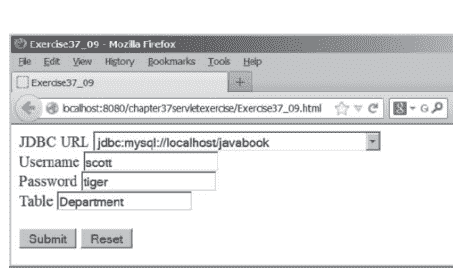 Exercise37_09 - Mozilla Firefox
File Edit View History Bookmarks Tools Help
Exercise37_09 +
localhost:8080/chapter37servletexercise/Exercise37_09.html
JDBC URL jdbc:mysql://localhost/javabook
Username scott
Password tiger
Table Department
Submit Reset